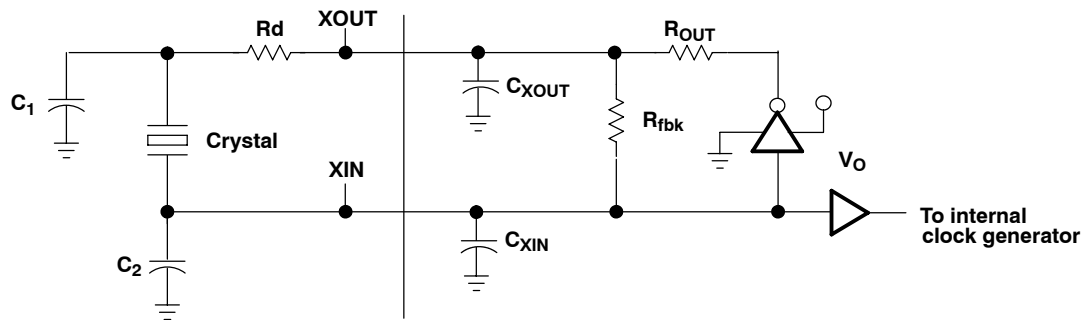 Rd
XOUT
ROUT
C1
CXOUT
Rfbk
Crystal
XIN
VO
C2
CXIN
To internal
clock generator